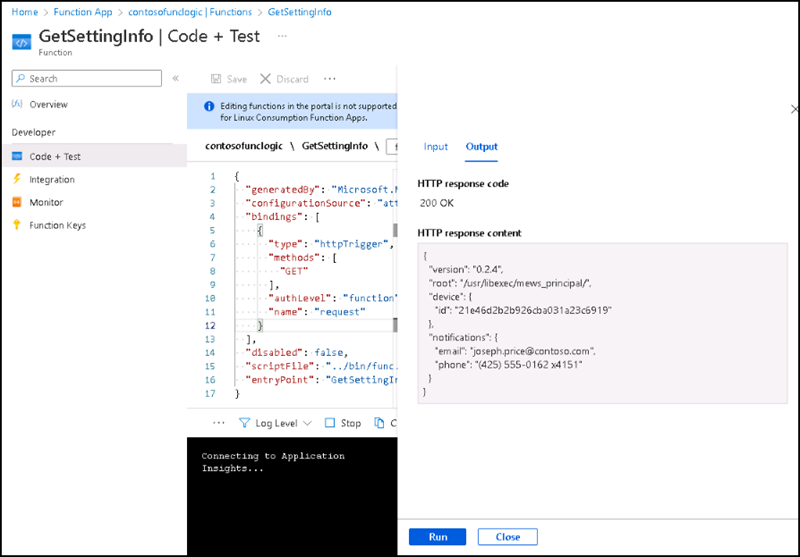 Home > Function App > contosofunclogic | Functions > GetSettingInfo
GetSettingInfo | Code + Test ...
Function
Search
«
Overview
Developer
Code + Test
Integration
Monitor
Function Keys
Save Discard ...
Editing functions in the portal is not supported
for Linux Consumption Function Apps.
contosofunclogic \ GetSettingInfo \
1 {
2 "generatedBy": "Microsoft.N
3 "configurationSource": "att
4 "bindings": [
5 {
6 "type": "httpTrigger",
7 "methods": [
8 "GET"
9 ],
10 "authLevel": "function"
11 "name": "request"
12 }
13 ],
14 "disabled": false,
15 "scriptFile": "../bin/func.
16 "entryPoint": "GetSettingIn
17 }
... Log Level Stop C
Connecting to Application
Insights...
Input Output
HTTP response code
200 OK
HTTP response content
{
"version": "0.2.4",
"root": "/usr/libexec/mews_principal/",
"device": {
"id": "21e46d2b2b926cba031a23c6919"
},
"notifications": {
"email": "joseph.price@contoso.com",
"phone": "(425) 555-0162 x4151"
}
}
Run Close